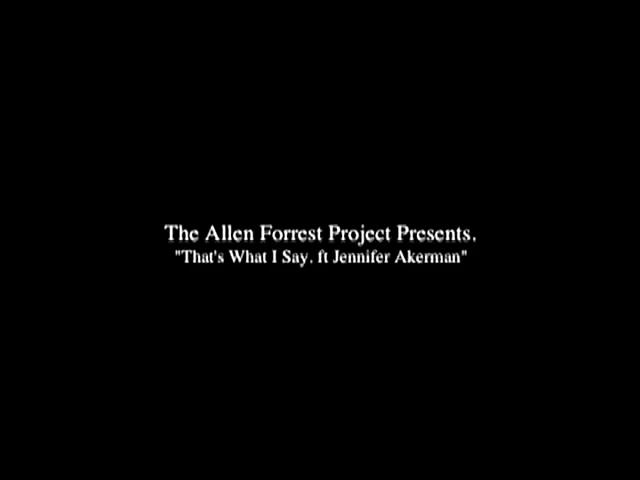 The Allen Forrest Project Presents.
"That's What I Say. ft Jennifer Akerman"